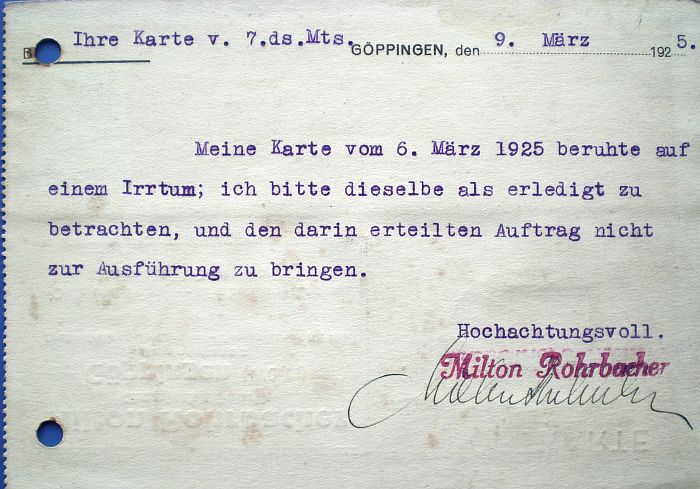 Ihre Karte v. 7.ds.Mts.
GÖPPINGEN, den 9. März 1925.
Meine Karte vom 6. März 1925 beruhte auf
einem Irrtum; ich bitte dieselbe als erledigt zu
betrachten, und den darin erteilten Auftrag nicht
zur Ausführung zu bringen.
Hochachtungsvoll.
Milton Rohrbacher